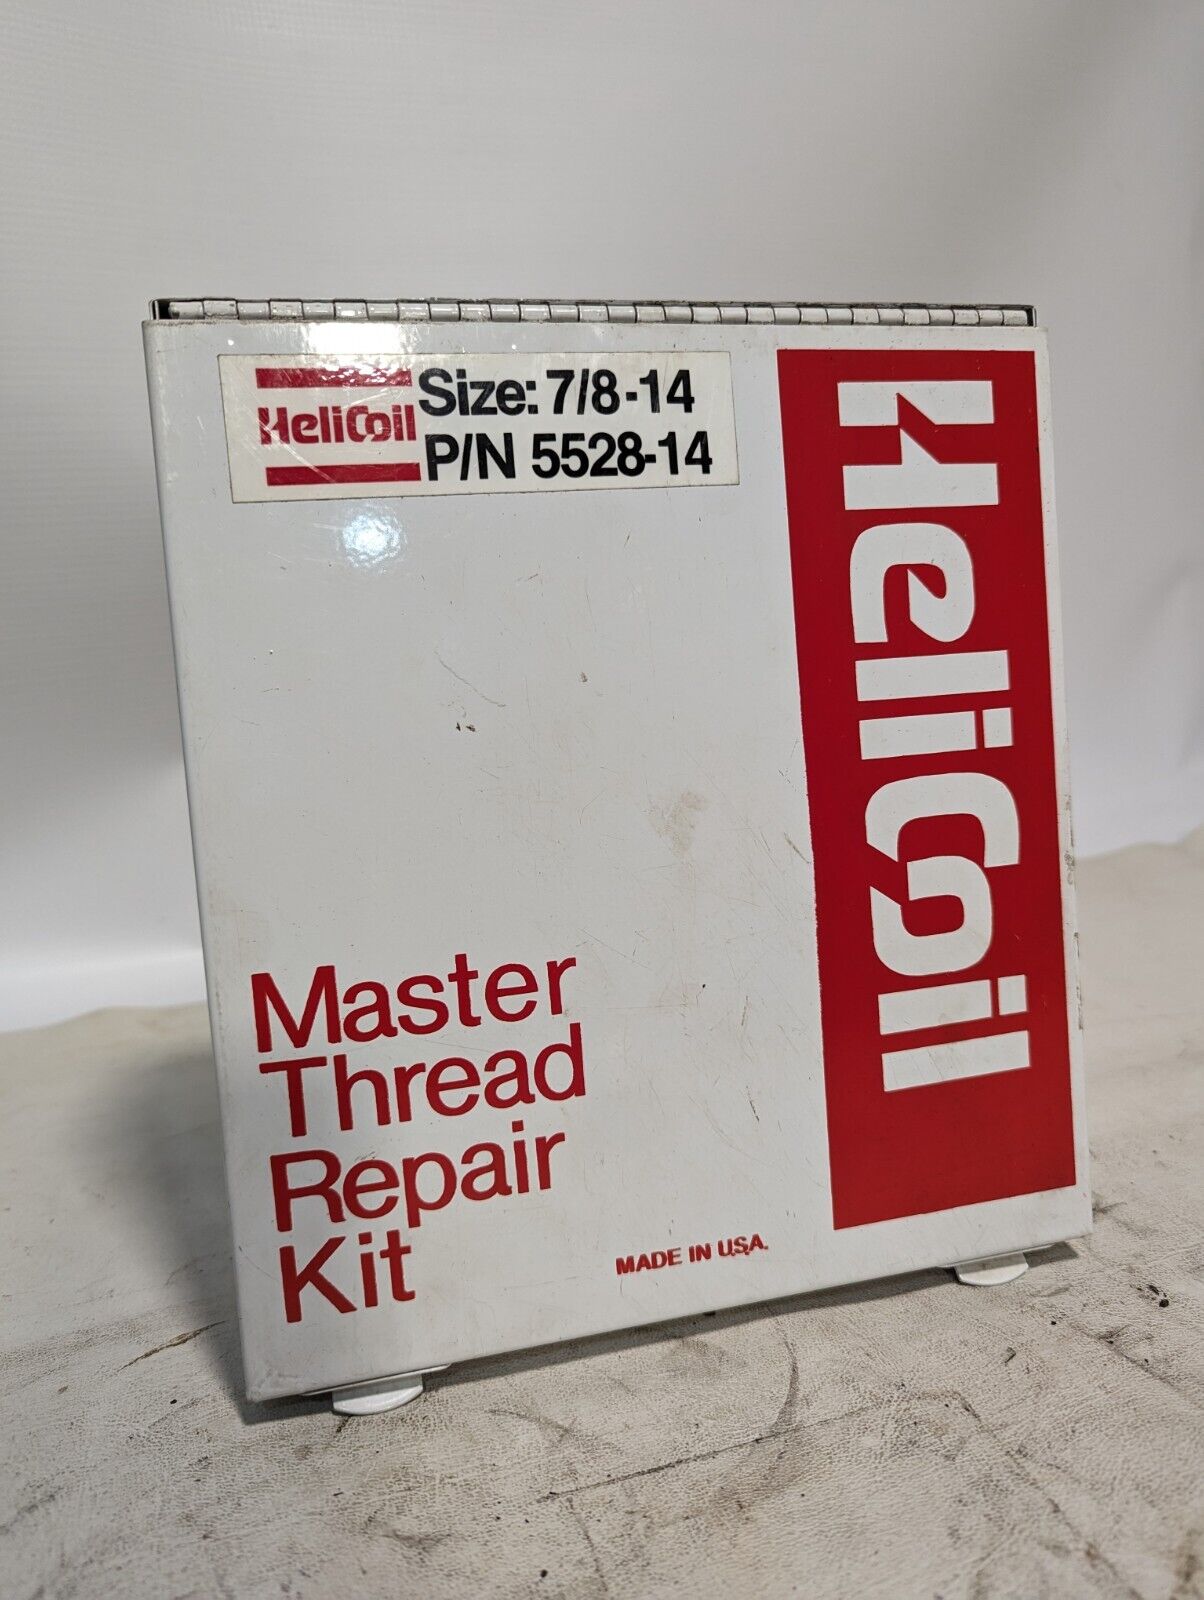 HeliCoil
Size: 7/8-14
P/N 5528-14
HeliCoil
Master
Thread
Repair
Kit
MADE IN U.S.A.